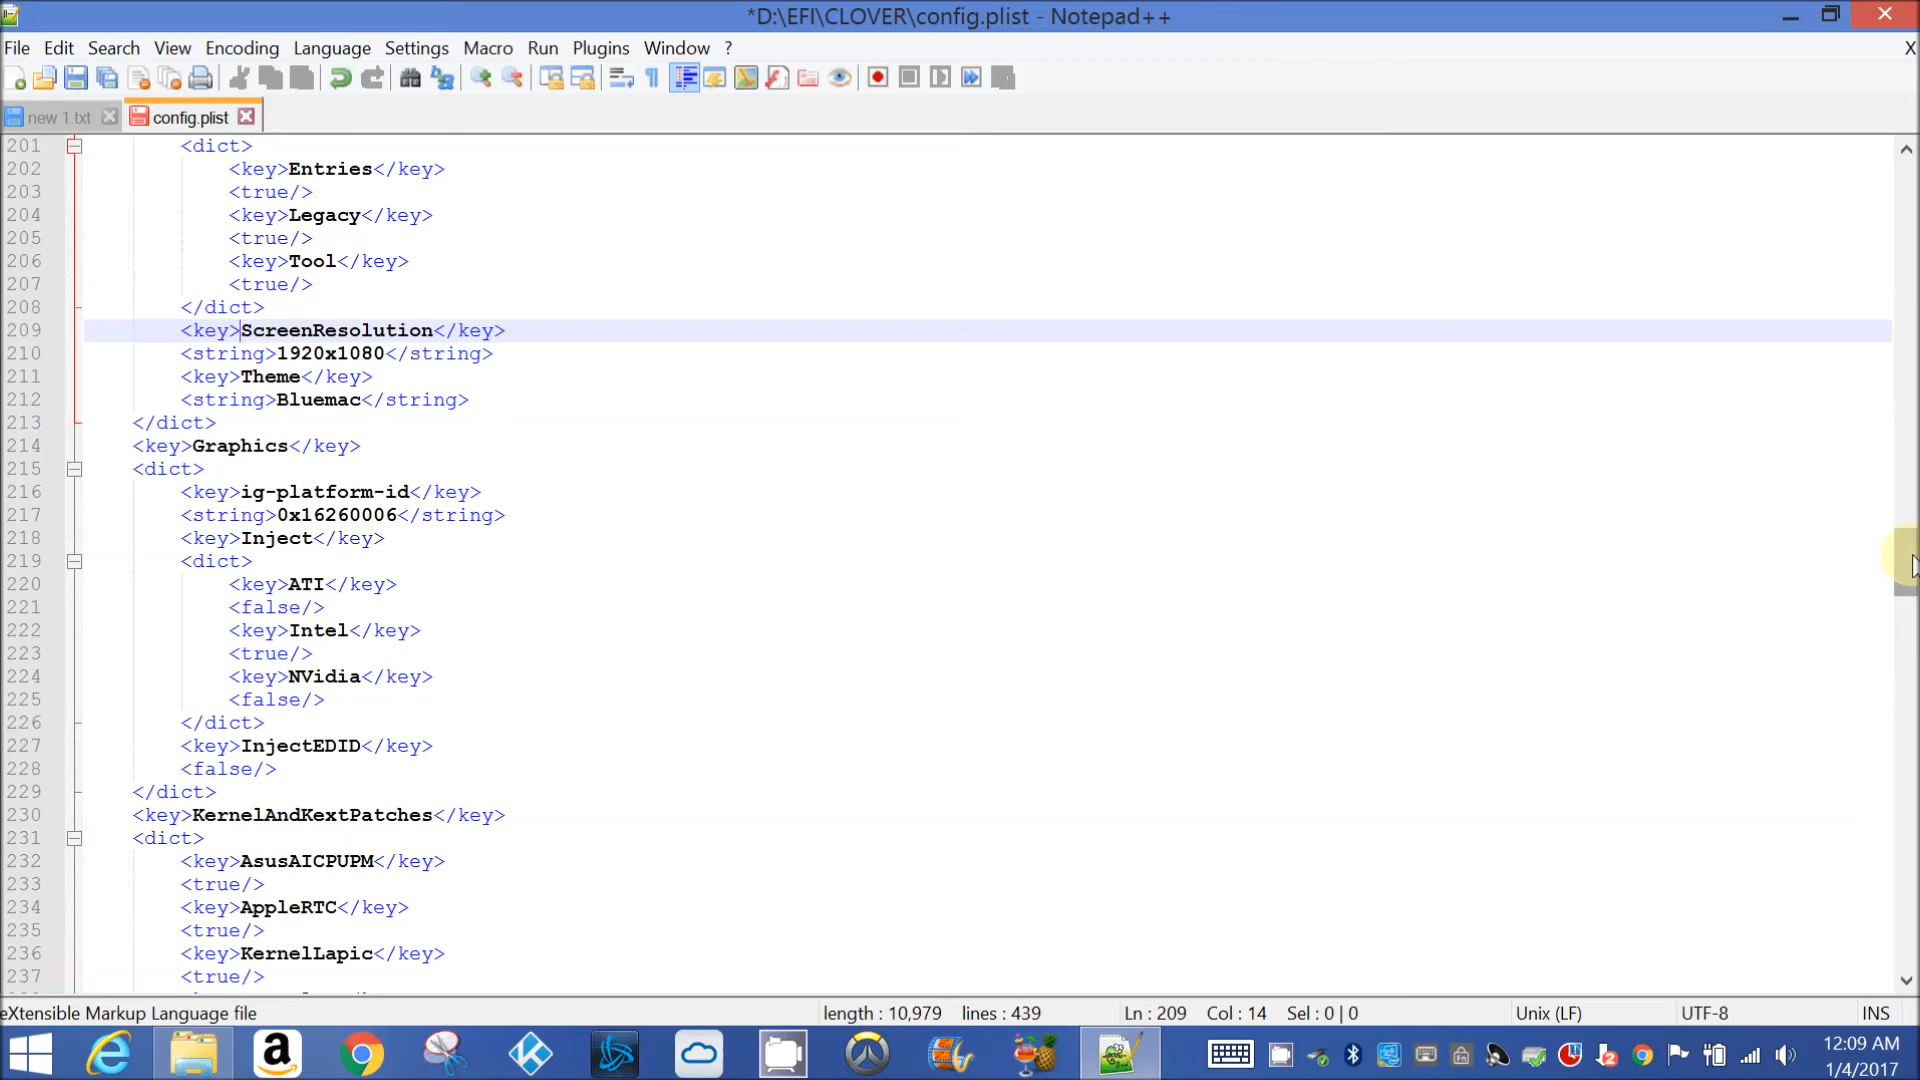 *D:\EFI\CLOVER\config.plist - Notepad++
File Edit Search View Encoding Language Settings Macro Run Plugins Window ? X
new 1.txt config.plist
201 <dict>
202 <key>Entries</key>
203 <true/>
204 <key>Legacy</key>
205 <true/>
206 <key>Tool</key>
207 <true/>
208 </dict>
209 <key>ScreenResolution</key>
210 <string>1920x1080</string>
211 <key>Theme</key>
212 <string>Bluemac</string>
213 </dict>
214 <key>Graphics</key>
215 <dict>
216 <key>ig-platform-id</key>
217 <string>0x16260006</string>
218 <key>Inject</key>
219 <dict>
220 <key>ATI</key>
221 <false/>
222 <key>Intel</key>
223 <true/>
224 <key>NVidia</key>
225 <false/>
226 </dict>
227 <key>InjectEDID</key>
228 <false/>
229 </dict>
230 <key>KernelAndKextPatches</key>
231 <dict>
232 <key>AsusAICPUPM</key>
233 <true/>
234 <key>AppleRTC</key>
235 <true/>
236 <key>KernelLapic</key>
237 <true/>
eXtensible Markup Language file length : 10,979 lines : 439 Ln : 209 Col : 14 Sel : 0 | 0 Unix (LF) UTF-8 INS
12:09 AM
1/4/2017